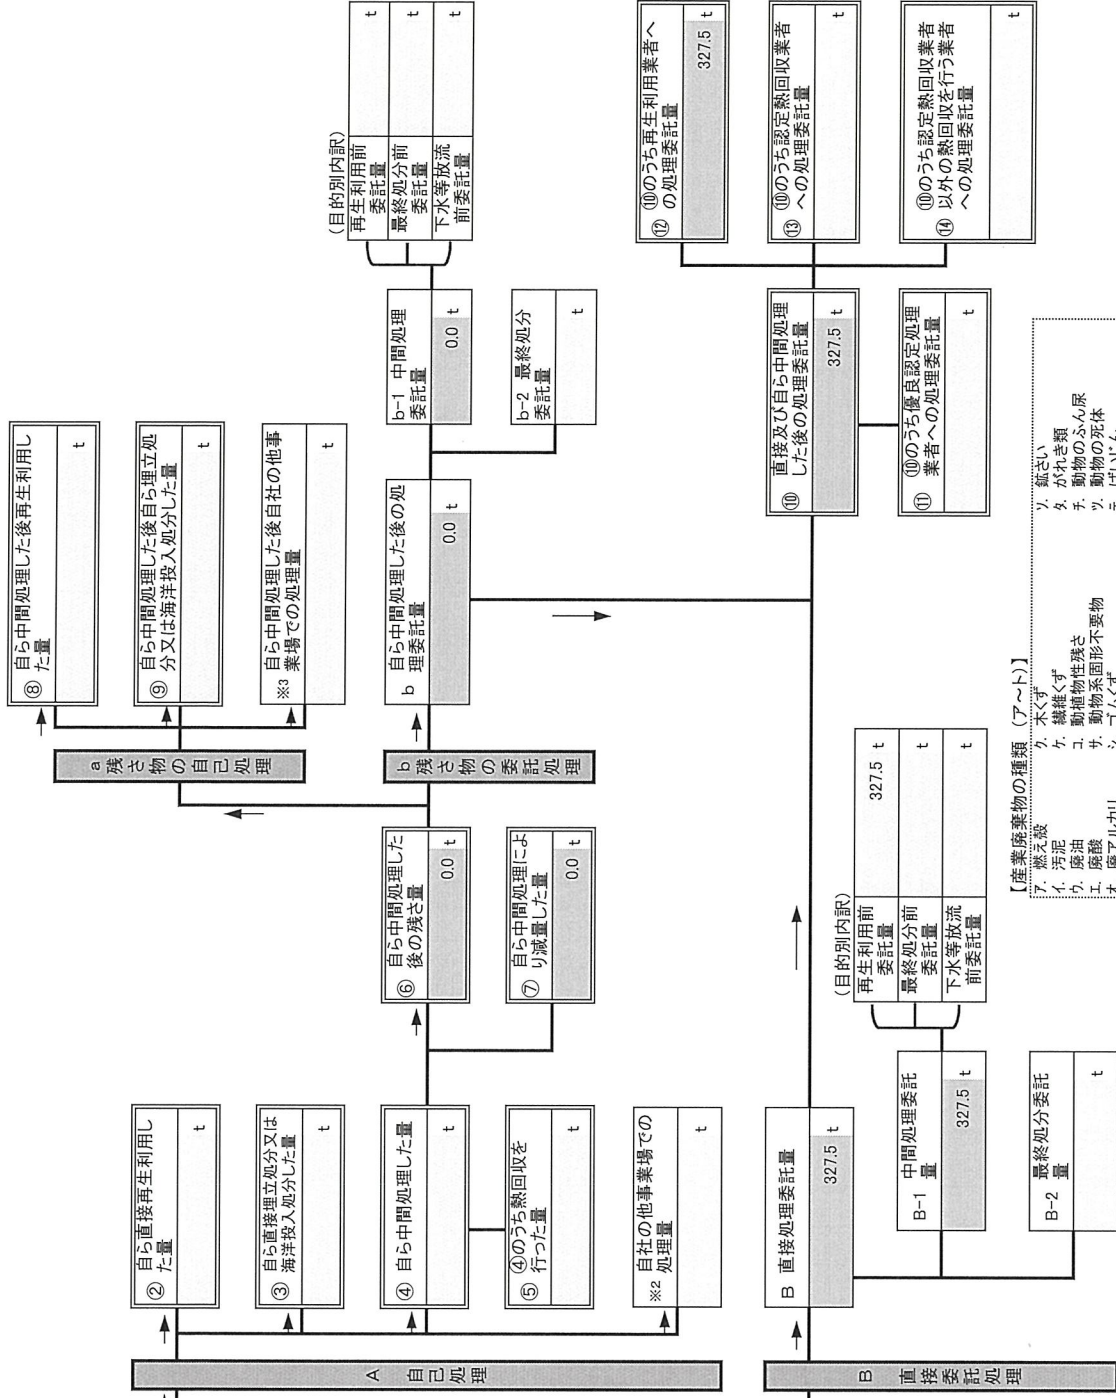 A 自己処理
② 自ら直接再生利用し
た量
t
③ 自ら直接埋立処分又は
海洋投入処分した量
t
④ 自ら中間処理した量
t
⑤ ④のうち熱回収を
行った量
t
※2 自社の他事業場での
処理量
t
⑥ 自ら中間処理した
後の残さ量
0.0 t
⑦ 自ら中間処理によ
り減量した量
0.0 t
a 残さ物の自己処理
⑧ 自ら中間処理した後再生利用し
た量
t
⑨ 自ら中間処理した後自ら埋立処
分又は海洋投入処分した量
t
※3 自ら中間処理した後自社の他事
業場での処理量
t
b 残さ物の委託処理
b 自ら中間処理した後の処
理委託量
0.0 t
b-1 中間処理
委託量
0.0 t
b-2 最終処分
委託量
t
(目的別内訳)
再生利用前
委託量
t
最終処分前
委託量
t
下水等放流
前委託量
t
B 直接委託処理
B 直接処理委託量
327.5 t
B-1 中間処理委託
量
327.5 t
B-2 最終処分委託
量
t
(目的別内訳)
再生利用前
委託量
327.5 t
最終処分前
委託量
t
下水等放流
前委託量
t
⑩ 直接及び自ら中間処理
した後の処理委託量
327.5 t
⑪ ⑩のうち優良認定処理
業者への処理委託量
t
⑫ ⑩のうち再生利用業者へ
の処理委託量
327.5 t
⑬ ⑩のうち認定熱回収業者
への処理委託量
t
⑭ ⑩のうち認定熱回収業者
以外の熱回収を行う業者
への処理委託量
t
【産業廃棄物の種類 (ア～ト)】
ア. 燃え殻 ク. 木くず ソ. 鉱さい
イ. 汚泥 ケ. 繊維くず タ. がれき類
ウ. 廃油 コ. 動植物性残さ チ. 動物のふん尿
エ. 廃酸 サ. 動物系固形不要物 ツ. 動物の死体
オ. 廃アルカリ シ. ゴムくず テ. ばいじん